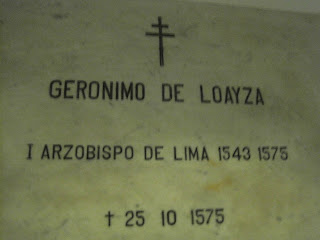 GERONIMO DE LOAYZA
I ARZOBISPO DE LIMA 1543 1575
† 25 10 1575